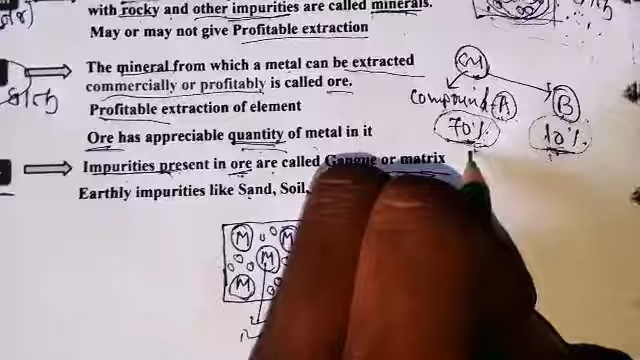 with rocky and other impurities are called minerals.
May or may not give Profitable extraction
The mineral from which a metal can be extracted
commercially or profitably is called ore.
Profitable extraction of element
Ore has appreciable quantity of metal in it
Impurities present in ore are called Gangue or matrix
Earthly impurities like Sand, Soil,
M
Compound A B
70% 10%
M M
M
M